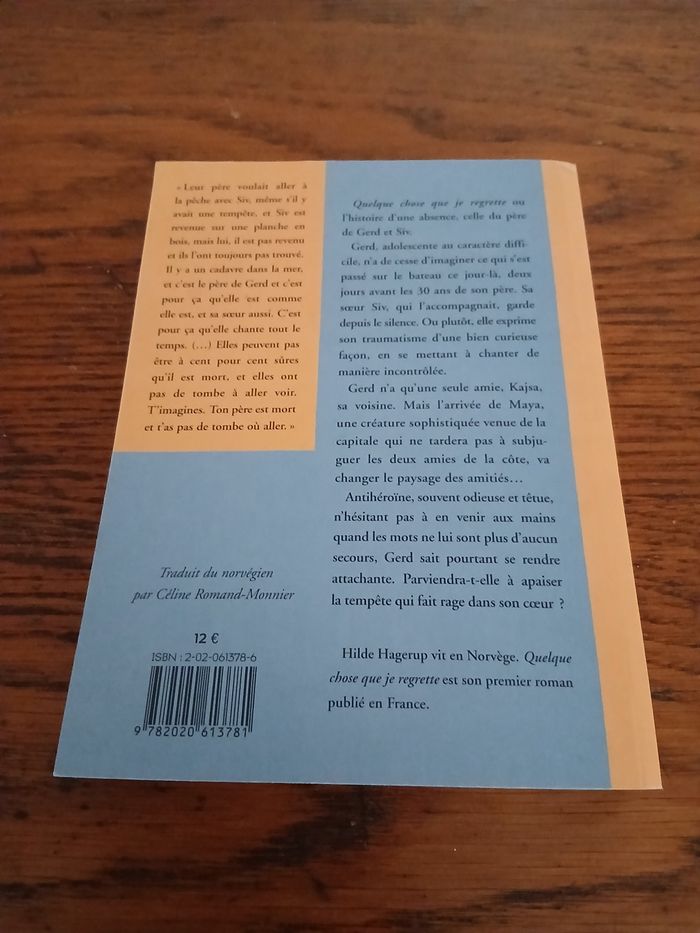 « Leur père voulait aller à
la pêche avec Siv, même s'il y
avait une tempête, et Siv est
revenue sur une planche en
bois, mais lui, il est pas revenu
et ils l'ont toujours pas trouvé.
Il y a un cadavre dans la mer,
et c'est le père de Gerd et c'est
pour ça qu'elle est comme
elle est, et sa sœur aussi. C'est
pour ça qu'elle chante tout le
temps. (…) Elles peuvent pas
être à cent pour cent sûres
qu'il est mort, et elles ont
pas de tombe à aller voir.
T'imagines. Ton père est mort
et t'as pas de tombe où aller. »
Quelque chose que je regrette ou
l'histoire d'une absence, celle du père
de Gerd et Siv.
Gerd, adolescente au caractère diffi-
cile, n'a de cesse d'imaginer ce qui s'est
passé sur le bateau ce jour-là, deux
jours avant les 30 ans de son père. Sa
sœur Siv, qui l'accompagnait, garde
depuis le silence. Ou plutôt, elle exprime
son traumatisme d'une bien curieuse
façon, en se mettant à chanter de
manière incontrôlée.
Gerd n'a qu'une seule amie, Kajsa,
sa voisine. Mais l'arrivée de Maya,
une créature sophistiquée venue de la
capitale qui ne tardera pas à subju-
guer les deux amies de la côte, va
changer le paysage des amitiés…
Antihéroïne, souvent odieuse et têtue,
n'hésitant pas à en venir aux mains
quand les mots ne lui sont plus d'aucun
secours, Gerd sait pourtant se rendre
attachante. Parviendra-t-elle à apaiser
la tempête qui fait rage dans son cœur ?
Hilde Hagerup vit en Norvège. Quelque
chose que je regrette est son premier roman
publié en France.
Traduit du norvégien
par Céline Romand-Monnier
12 €
ISBN : 2-02-061378-6
9 782020 613781